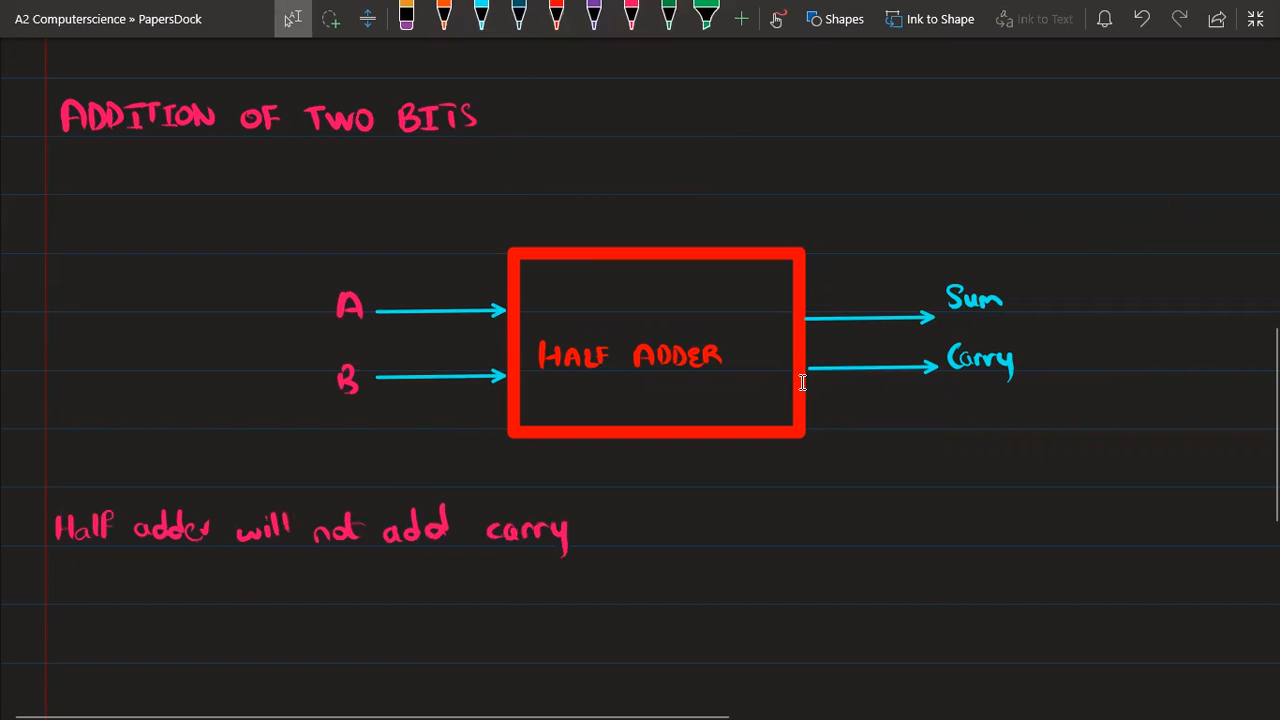 A2 Computerscience » PapersDock
Shapes
Ink to Shape
Ink to Text
ADDITION OF TWO BITS
A
B
HALF ADDER
Sum
Carry
Half adder will not add carry